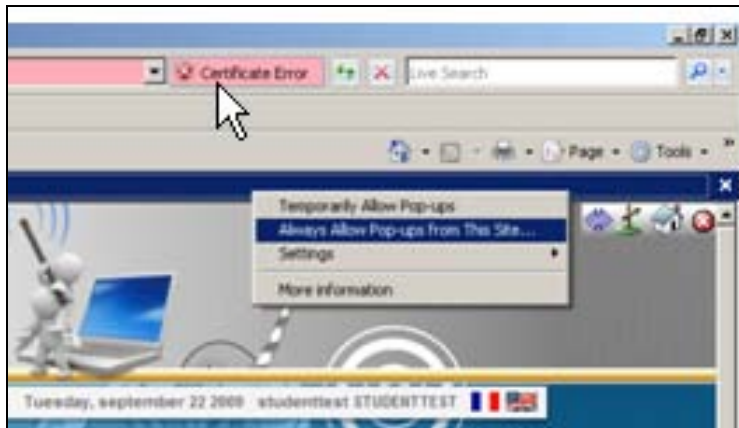 Certificate Error
Live Search
Page
Tools
Temporarily Allow Pop-ups
Always Allow Pop-ups from This Site...
Settings
More information
Tuesday, september 22 2009 studenttest STUDENTTEST